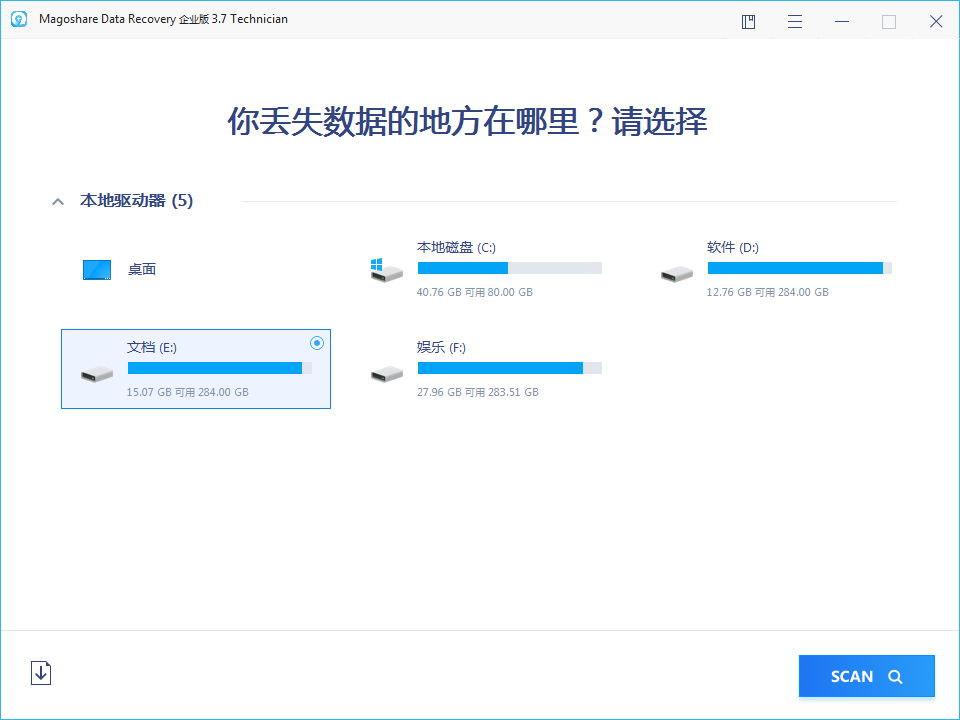 Magoshare Data Recovery 企业版 3.7 Technician
你丢失数据的地方在哪里？请选择
本地驱动器 (5)
桌面
本地磁盘 (C:)
40.76 GB 可用 80.00 GB
软件 (D:)
12.76 GB 可用 284.00 GB
文档 (E:)
15.07 GB 可用 284.00 GB
娱乐 (F:)
27.96 GB 可用 283.51 GB
SCAN